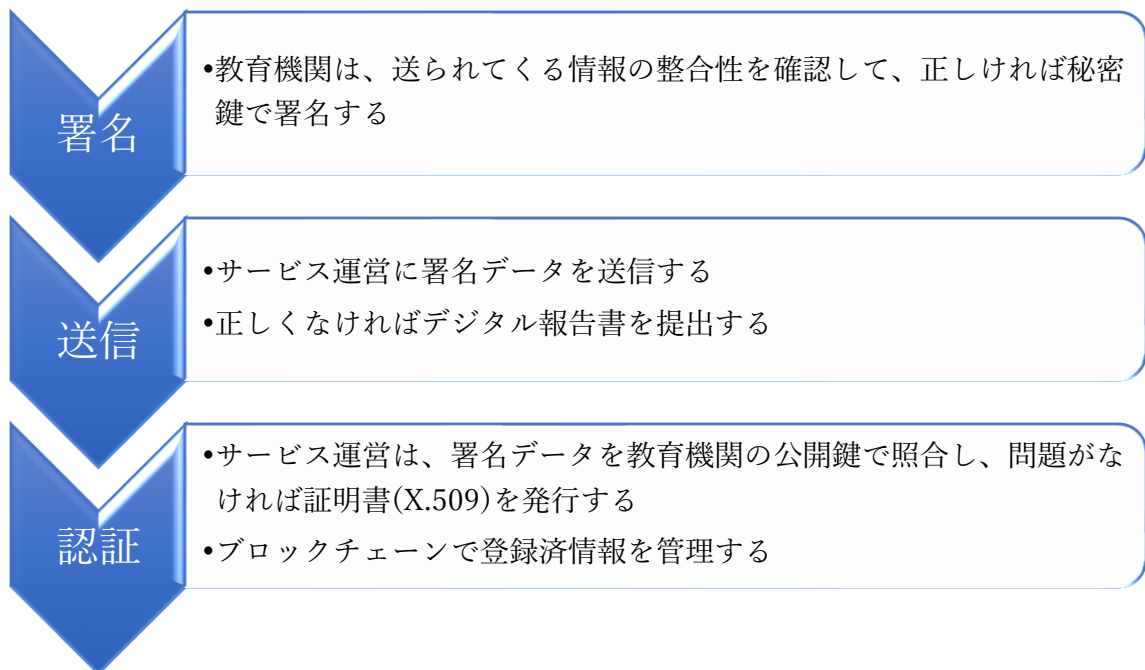 署名
•教育機関は、送られてくる情報の整合性を確認して、正しければ秘密
鍵で署名する
送信
•サービス運営に署名データを送信する
•正しくなければデジタル報告書を提出する
認証
•サービス運営は、署名データを教育機関の公開鍵で照合し、問題がな
ければ証明書(X.509)を発行する
•ブロックチェーンで登録済情報を管理する